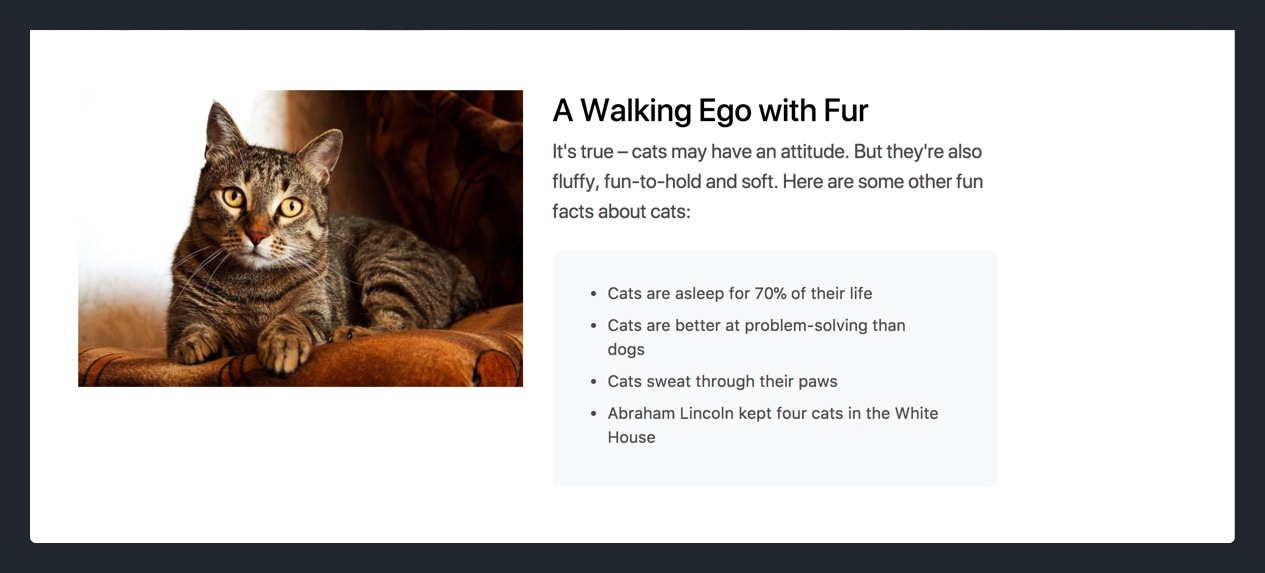 A Walking Ego with Fur
It's true – cats may have an attitude. But they're also
fluffy, fun-to-hold and soft. Here are some other fun
facts about cats:
• Cats are asleep for 70% of their life
• Cats are better at problem-solving than
dogs
• Cats sweat through their paws
• Abraham Lincoln kept four cats in the White
House